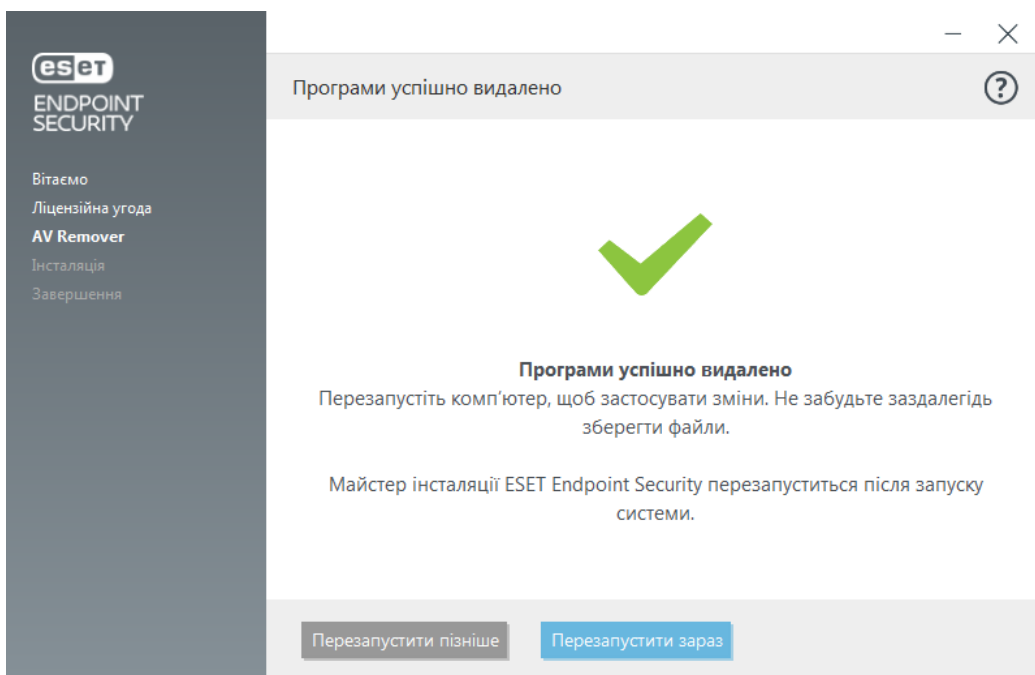 eset
ENDPOINT
SECURITY
Вітаємо
Ліцензійна угода
AV Remover
Інсталяція
Завершення
Програми успішно видалено
?
Програми успішно видалено
Перезапустіть комп’ютер, щоб застосувати зміни. Не забудьте заздалегідь
зберегти файли.
Майстер інсталяції ESET Endpoint Security перезапуститься після запуску
системи.
Перезапустити пізніше
Перезапустити зараз